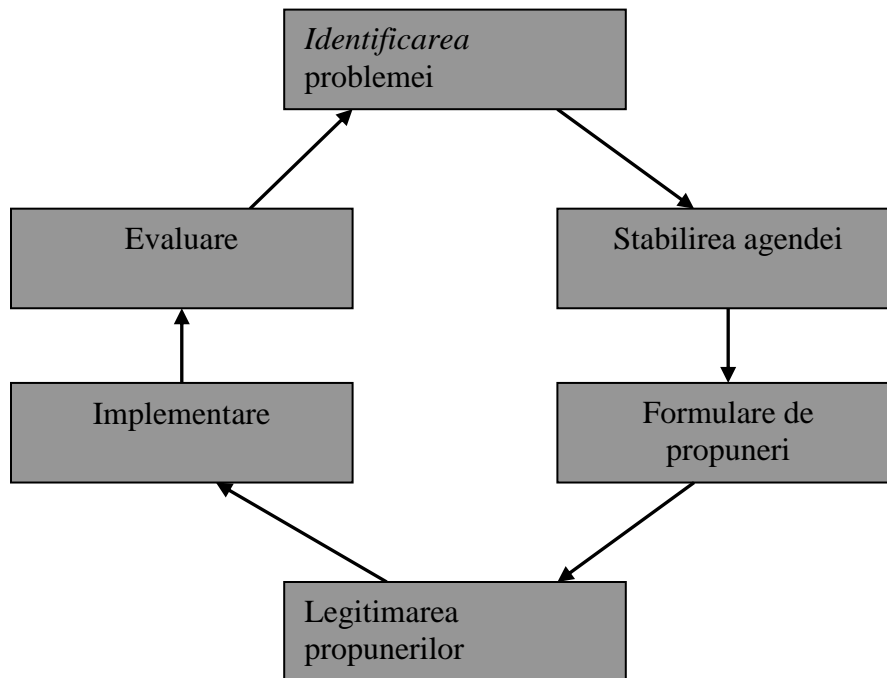 Identificarea
problemei
Evaluare
Stabilirea agendei
Implementare
Formulare de
propuneri
Legitimarea
propunerilor